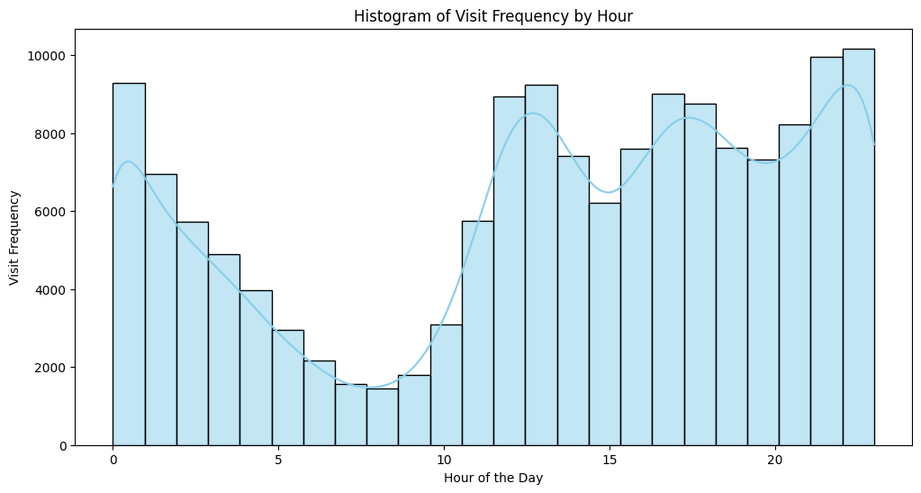 Histogram of Visit Frequency by Hour
10000
8000
6000
4000
2000
0
Visit Frequency
0 5 10 15 20
Hour of the Day